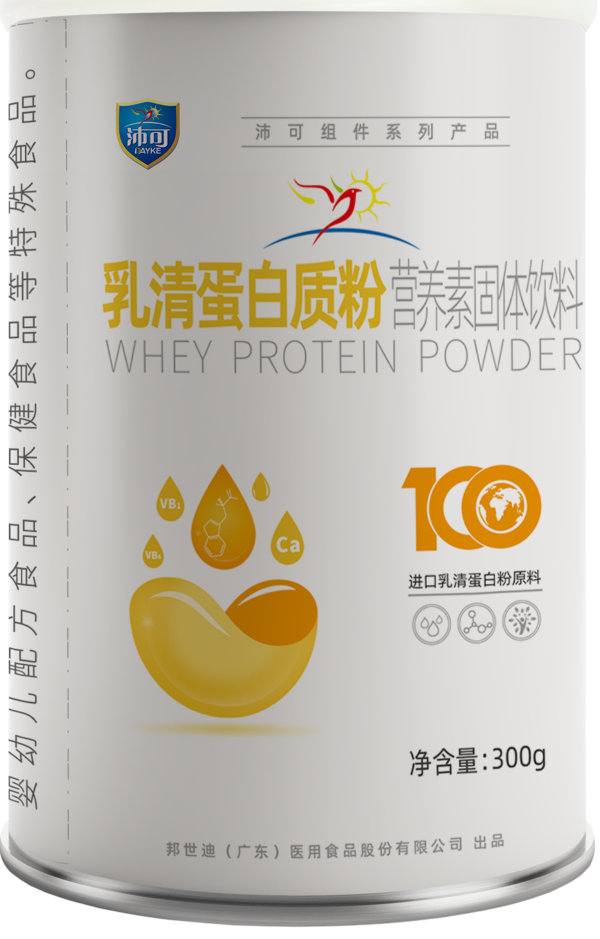 婴幼儿配方食品、保健食品等特殊食品。
沛可
BAYKE
沛可组件系列产品
乳清蛋白质粉营养素固体饮料
WHEY PROTEIN POWDER
VB₁
VB₆
Ca
100
进口乳清蛋白粉原料
净含量:300g
邦世迪（广东）医用食品股份有限公司 出品